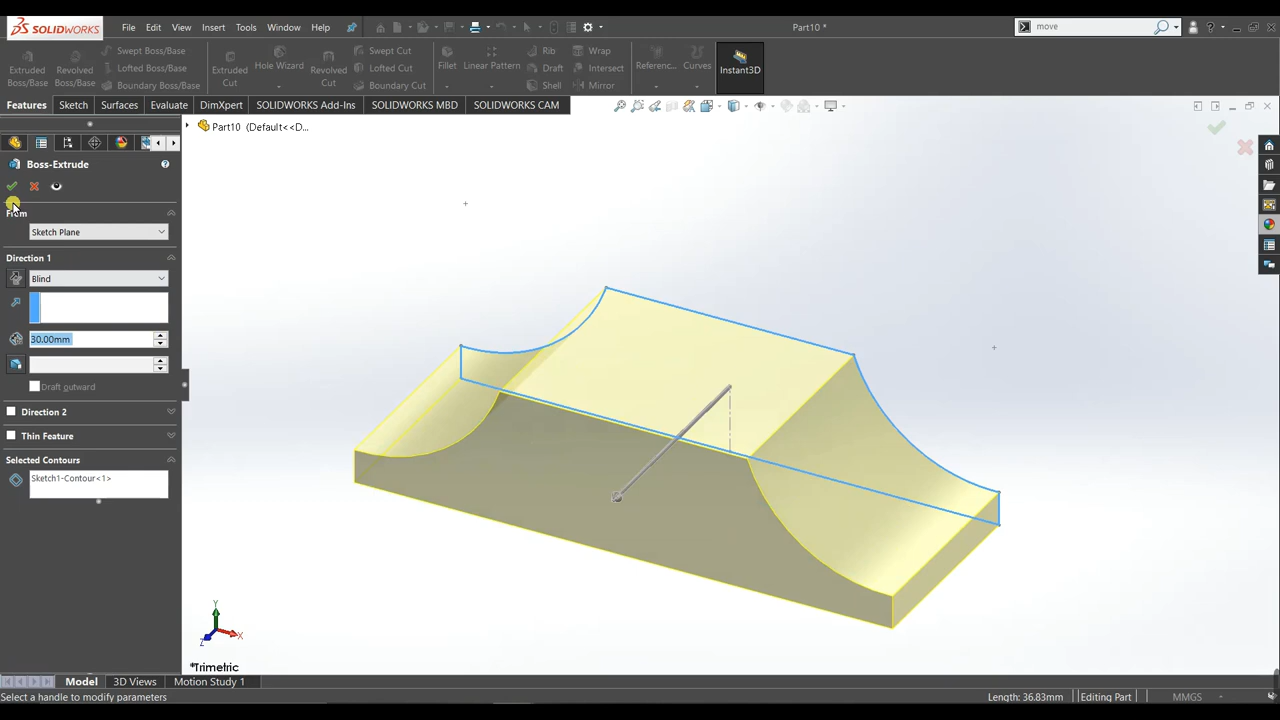 SOLIDWORKS File Edit View Insert Tools Window Help Part10 * move
Extruded Boss/Base Revolved Boss/Base Swept Boss/Base Lofted Boss/Base Boundary Boss/Base Extruded Cut Hole Wizard Revolved Cut Swept Cut Lofted Cut Boundary Cut Fillet Linear Pattern Rib Draft Shell Wrap Intersect Mirror Referenc... Curves Instant3D
Features Sketch Surfaces Evaluate DimXpert SOLIDWORKS Add-Ins SOLIDWORKS MBD SOLIDWORKS CAM
Part10 (Default<<D...
Boss-Extrude
From
Sketch Plane
Direction 1
Blind
30.00mm
Draft outward
Direction 2
Thin Feature
Selected Contours
Sketch1-Contour<1>
Y
X
Z
*Trimetric
Model 3D Views Motion Study 1
Select a handle to modify parameters Length: 36.83mm Editing Part MMGS